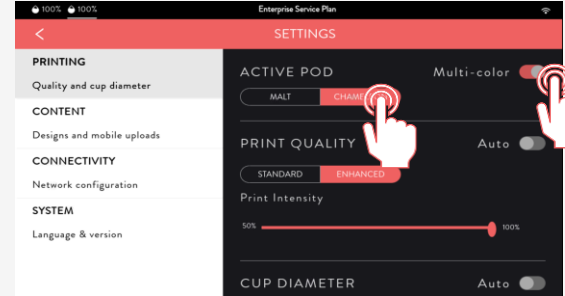 100% 100% Enterprise Service Plan
SETTINGS
PRINTING
Quality and cup diameter
CONTENT
Designs and mobile uploads
CONNECTIVITY
Network configuration
SYSTEM
Language & version
ACTIVE POD Multi-color
MALT
PRINT QUALITY Auto
STANDARD ENHANCED
Print Intensity
50% 100%
CUP DIAMETER Auto